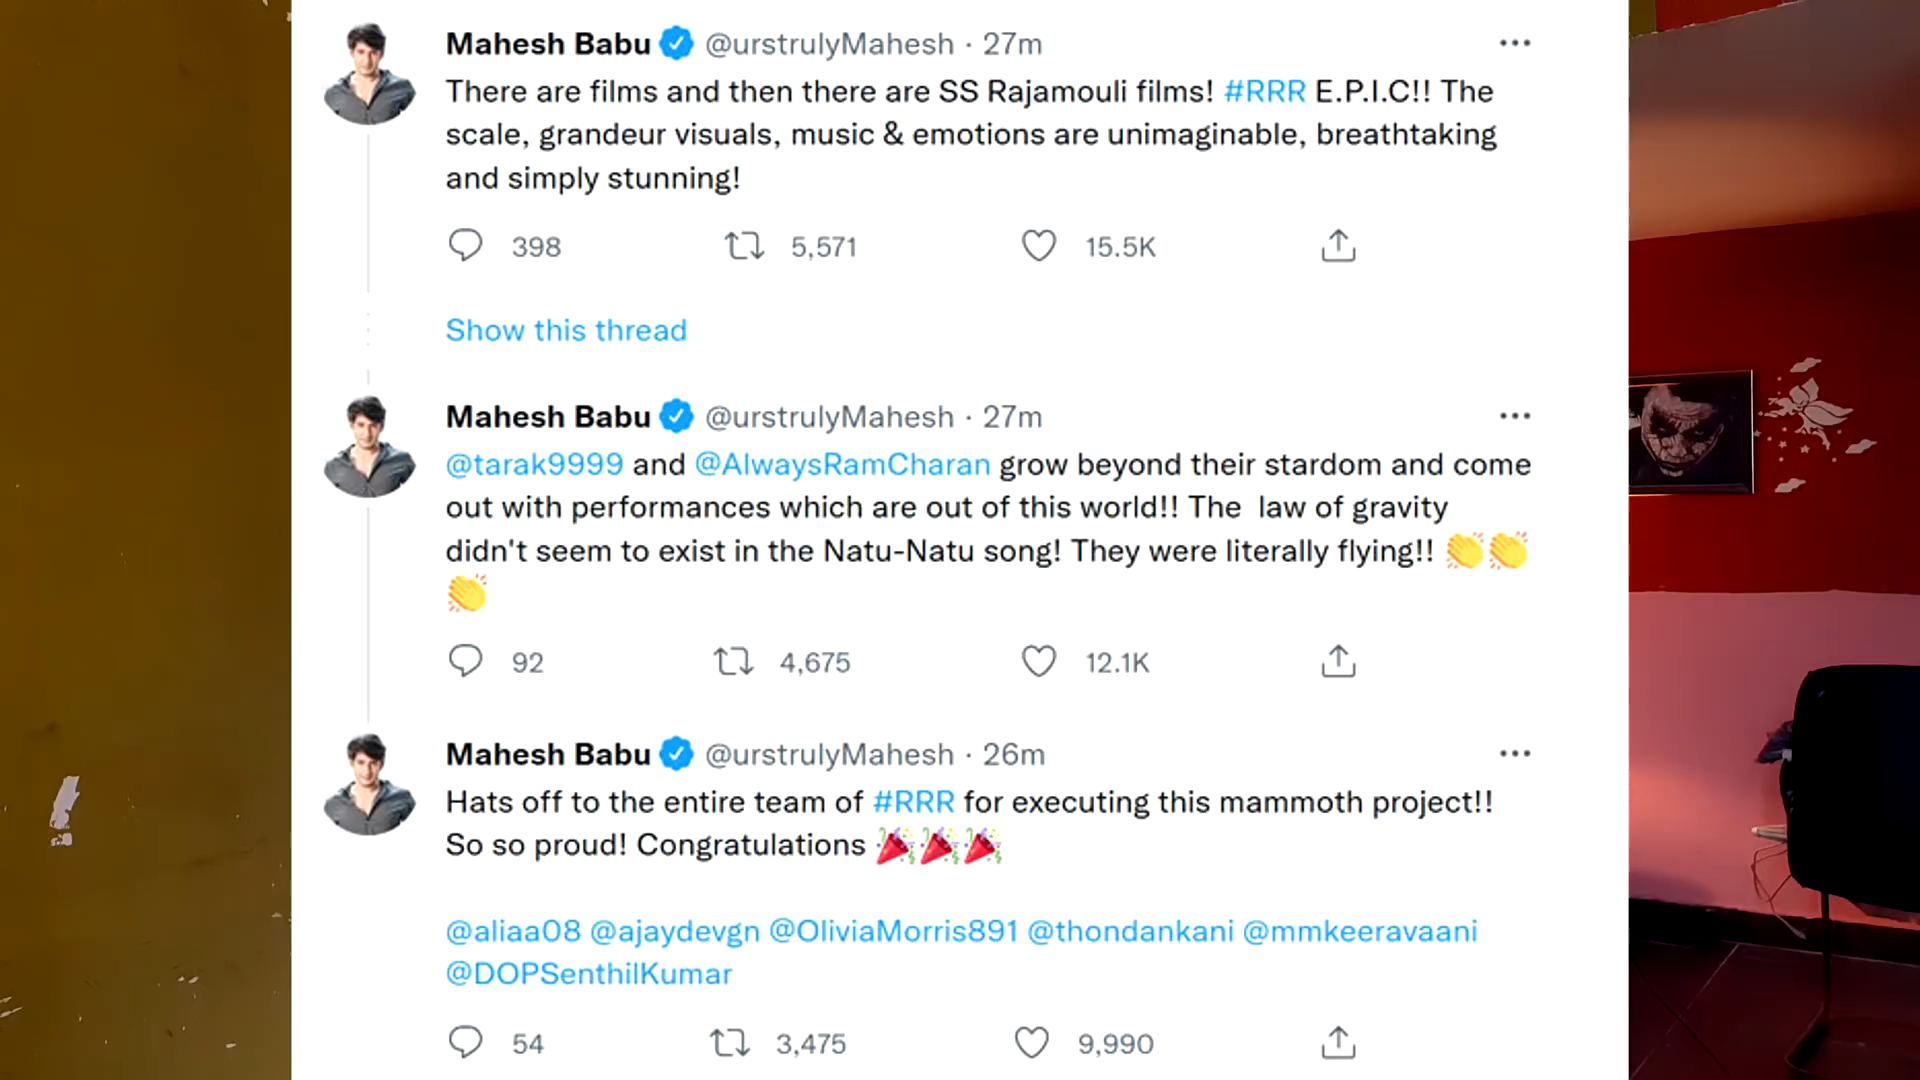 Mahesh Babu @urstrulyMahesh · 27m
There are films and then there are SS Rajamouli films! #RRR E.P.I.C!! The
scale, grandeur visuals, music & emotions are unimaginable, breathtaking
and simply stunning!
398 5,571 15.5K
Show this thread
Mahesh Babu @urstrulyMahesh · 27m
@tarak9999 and @AlwaysRamCharan grow beyond their stardom and come
out with performances which are out of this world!! The  law of gravity
didn't seem to exist in the Natu-Natu song! They were literally flying!! 👏👏
👏
92 4,675 12.1K
Mahesh Babu @urstrulyMahesh · 26m
Hats off to the entire team of #RRR for executing this mammoth project!!
So so proud! Congratulations 🎉🎉🎉
@aliaa08 @ajaydevgn @OliviaMorris891 @thondankani @mmkeeravaani
@DOPSenthilKumar
54 3,475 9,990